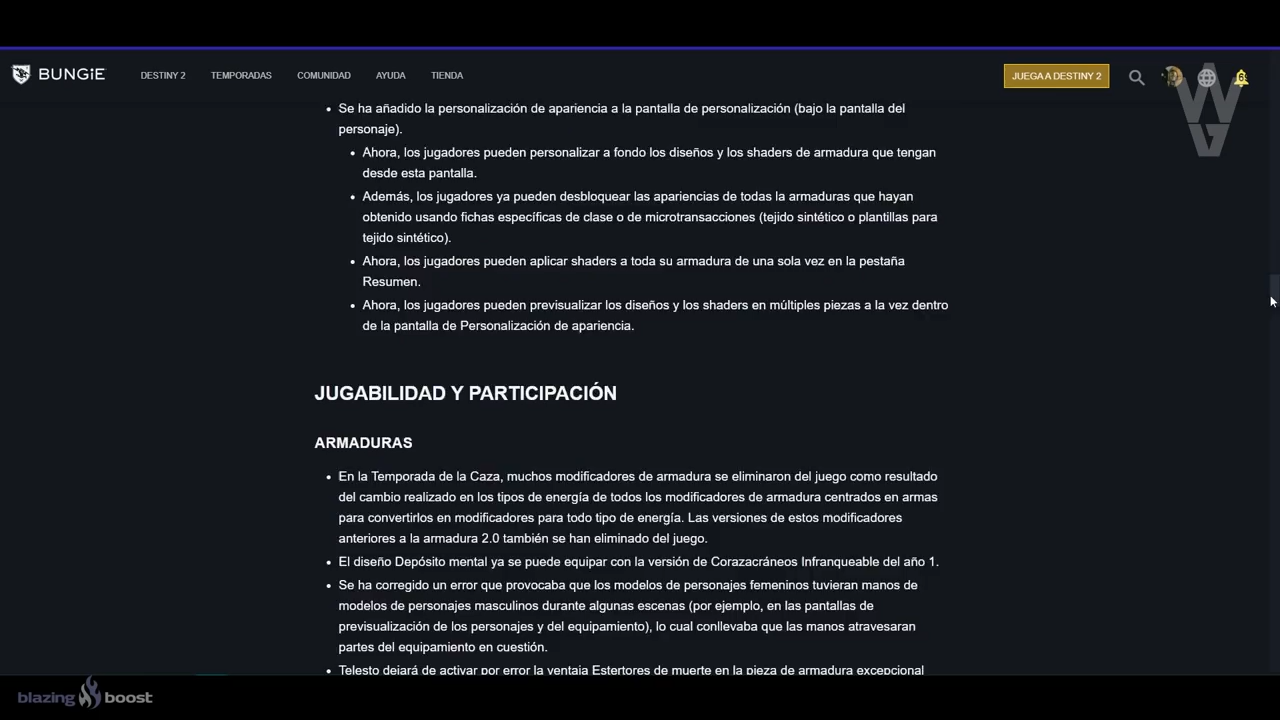 BUNGiE
DESTINY 2
TEMPORADAS
COMUNIDAD
AYUDA
TIENDA
JUEGA A DESTINY 2
Se ha añadido la personalización de apariencia a la pantalla de personalización (bajo la pantalla del
personaje).
Ahora, los jugadores pueden personalizar a fondo los diseños y los shaders de armadura que tengan
desde esta pantalla.
Además, los jugadores ya pueden desbloquear las apariencias de todas la armaduras que hayan
obtenido usando fichas específicas de clase o de microtransacciones (tejido sintético o plantillas para
tejido sintético).
Ahora, los jugadores pueden aplicar shaders a toda su armadura de una sola vez en la pestaña
Resumen.
Ahora, los jugadores pueden previsualizar los diseños y los shaders en múltiples piezas a la vez dentro
de la pantalla de Personalización de apariencia.
JUGABILIDAD Y PARTICIPACIÓN
ARMADURAS
En la Temporada de la Caza, muchos modificadores de armadura se eliminaron del juego como resultado
del cambio realizado en los tipos de energía de todos los modificadores de armadura centrados en armas
para convertirlos en modificadores para todo tipo de energía. Las versiones de estos modificadores
anteriores a la armadura 2.0 también se han eliminado del juego.
El diseño Depósito mental ya se puede equipar con la versión de Corazacráneos Infranqueable del año 1.
Se ha corregido un error que provocaba que los modelos de personajes femeninos tuvieran manos de
modelos de personajes masculinos durante algunas escenas (por ejemplo, en las pantallas de
previsualización de los personajes y del equipamiento), lo cual conllevaba que las manos atravesaran
partes del equipamiento en cuestión.
Telesto dejará de activar por error la ventaja Estertores de muerte en la pieza de armadura excepcional
blazing boost